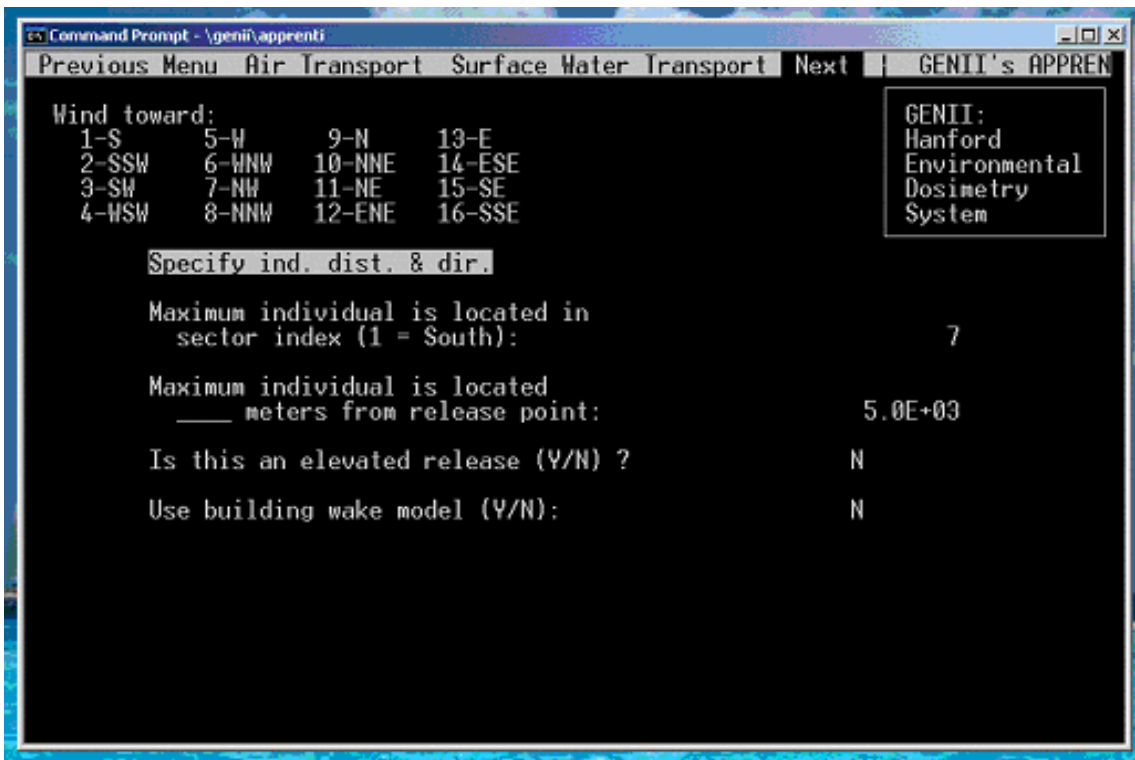 Command Prompt - \genii\apprenti
Previous Menu Air Transport Surface Water Transport Next | GENII's APPREN
Wind toward:
1-S 5-W 9-N 13-E
2-SSW 6-WNW 10-NNE 14-ESE
3-SW 7-NW 11-NE 15-SE
4-WSW 8-NNW 12-ENE 16-SSE
GENII:
Hanford
Environmental
Dosimetry
System
Specify ind. dist. & dir.
Maximum individual is located in
sector index (1 = South): 7
Maximum individual is located
____ meters from release point: 5.0E+03
Is this an elevated release (Y/N) ? N
Use building wake model (Y/N): N